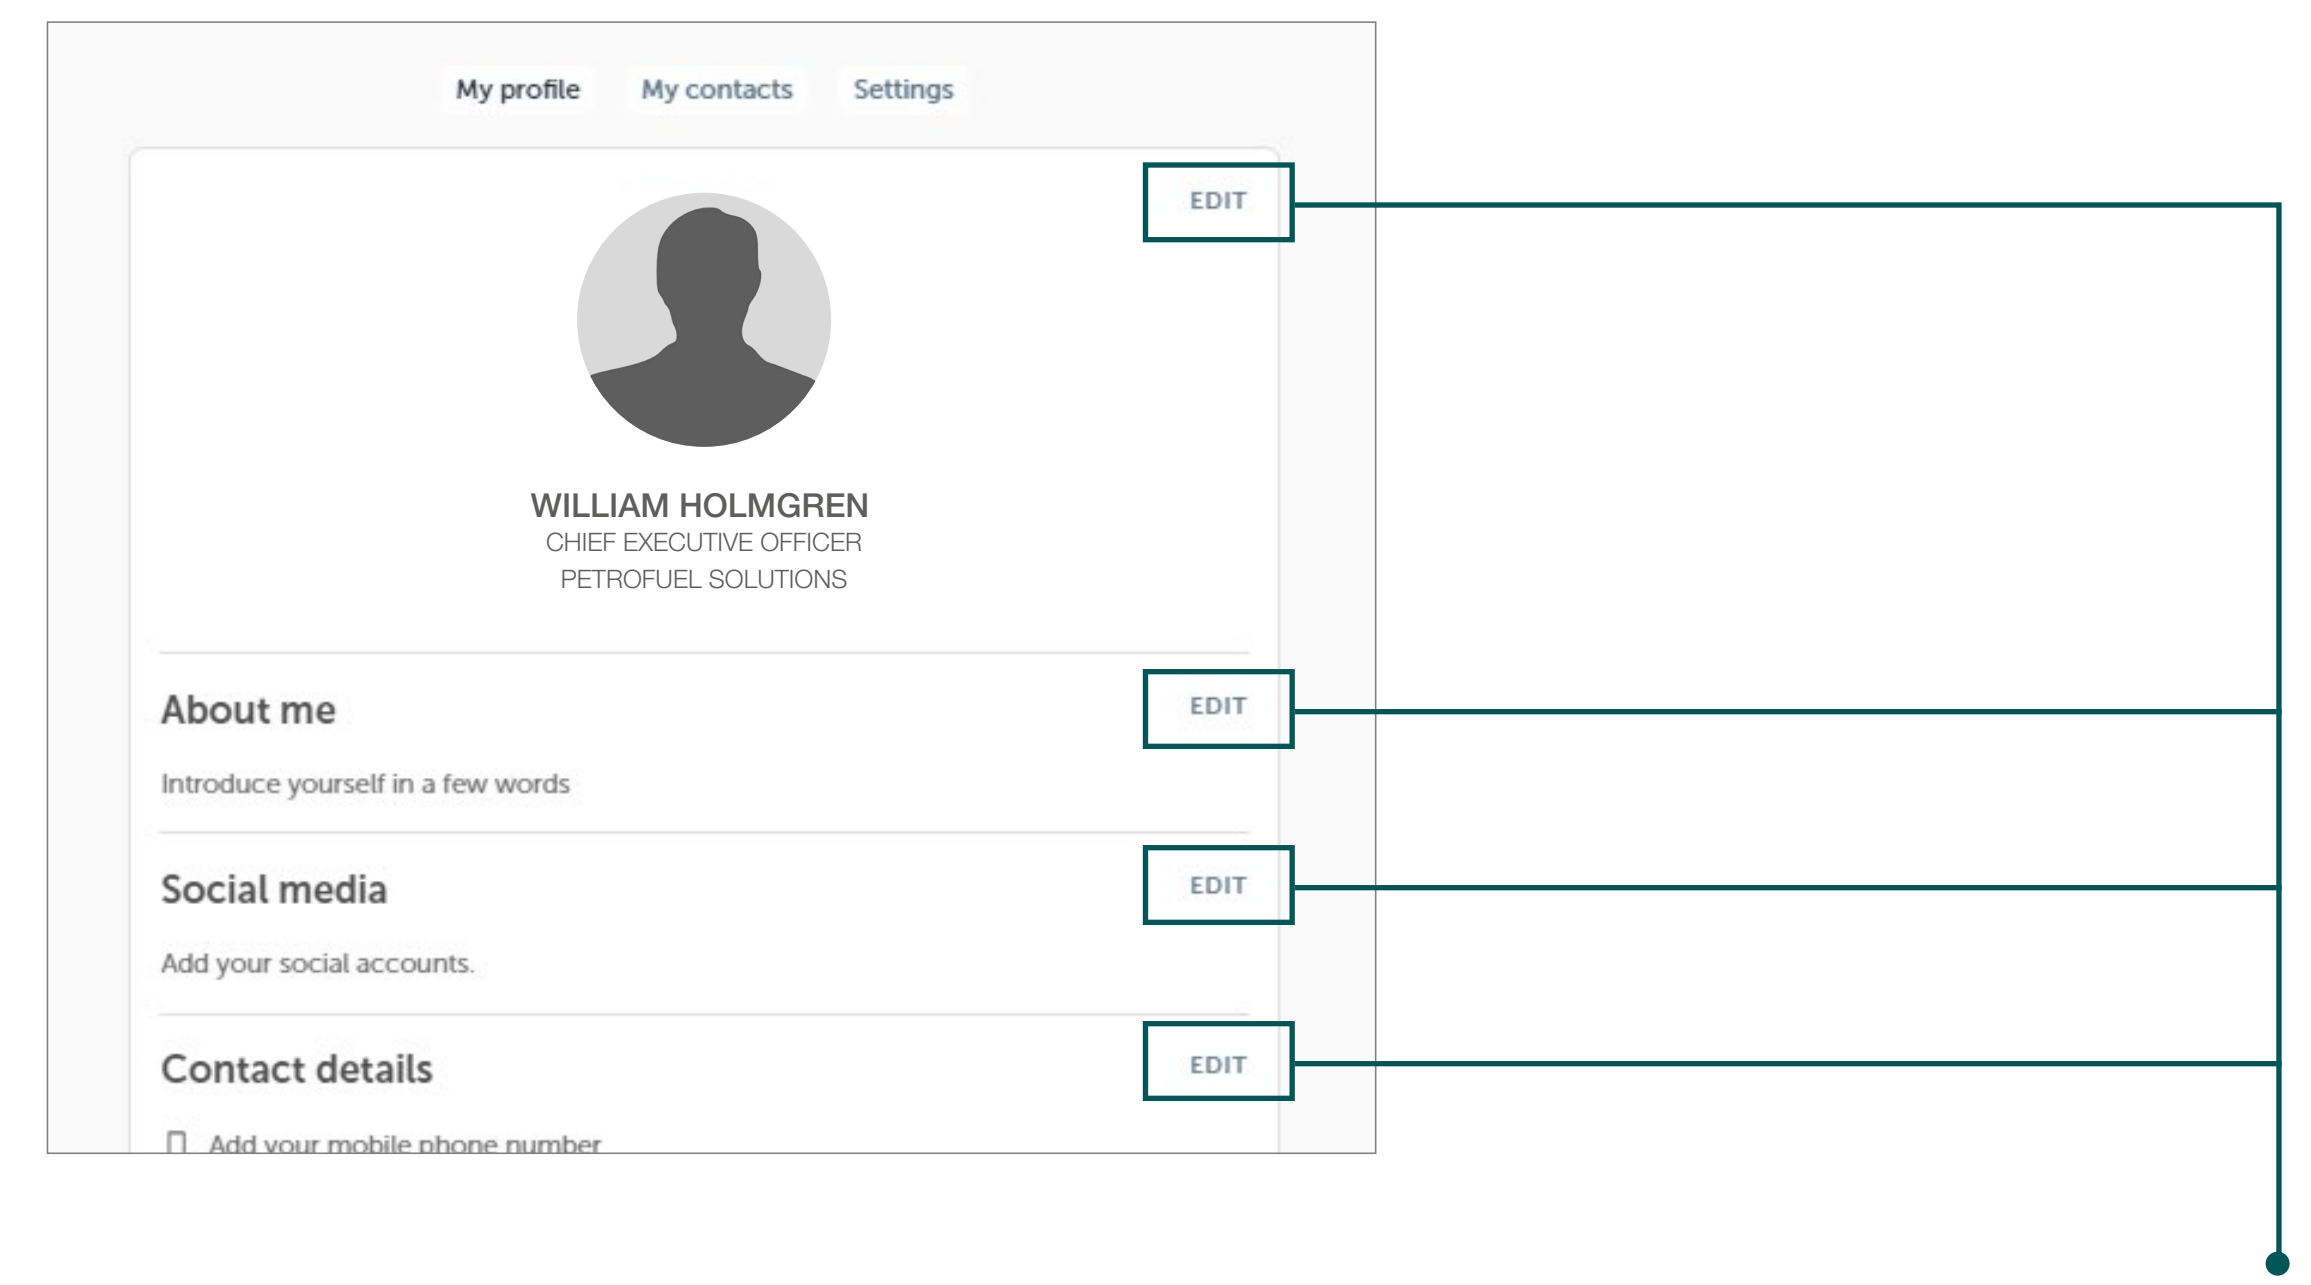 My profile My contacts Settings
EDIT
WILLIAM HOLMGREN
CHIEF EXECUTIVE OFFICER
PETROFUEL SOLUTIONS
About me EDIT
Introduce yourself in a few words
Social media EDIT
Add your social accounts.
Contact details EDIT
Add your mobile phone number